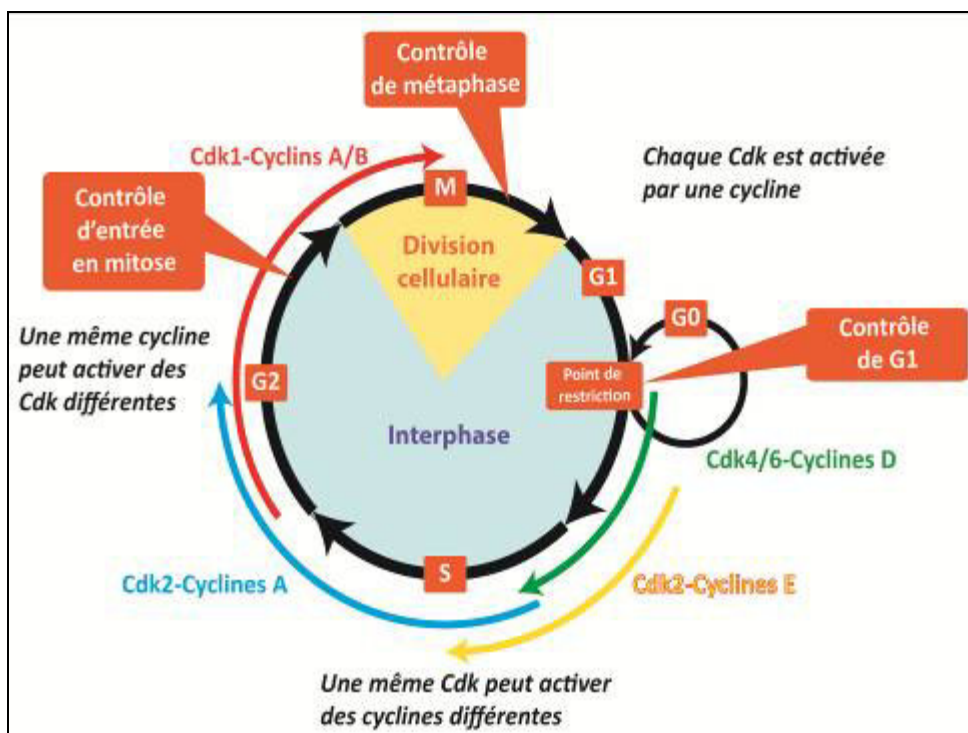 Contrôle
de métaphase
Cdk1-Cyclins A/B
M
Chaque Cdk est activée
par une cycline
Contrôle
d'entrée
en mitose
Division
cellulaire
G1
G0
Contrôle
de G1
Une même cycline
peut activer des
Cdk différentes
G2
Point de
restriction
Interphase
Cdk4/6-Cyclines D
Cdk2-Cyclines A
S
Cdk2-Cyclines E
Une même Cdk peut activer
des cyclines différentes